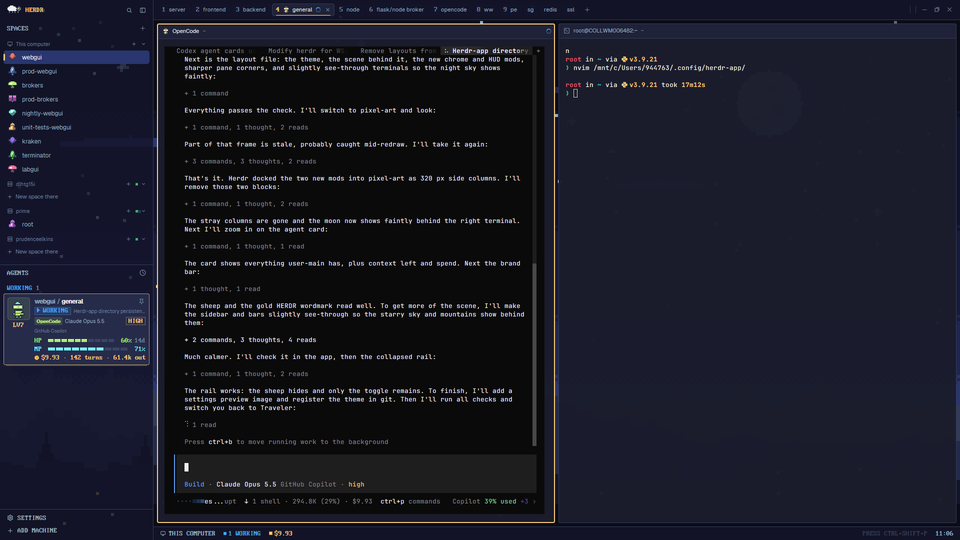 HERDR
1 server
2 frontend
3 backend
4 general
5 node
6 flask/node broker
7 opencode
8 ww
9 pe
ag
redis
ssl
SPACES
This computer
webgui
prod-webgui
brokers
prod-brokers
nightly-webgui
unit-tests-webgui
kraken
terminator
labgui
New space there
prime
root
prudenceelkins
New space there
AGENTS
WORKING 1
webgui / general
WORKING Herdr-app directory persisten..
OpenCode Claude Opus 5.5 HIGH
GitHub Copilot
LV7
HP 60% 14d
MP 71%
$9.93 · 142 turns · 61.4k out
SETTINGS
ADD MACHINE
OpenCode
Codex agent cards Modify herdr for Remove layouts from Herdr-app directory
Next is the layout file: the theme, the scene behind it, the new chrome and HUD mods,
sharper pane corners, and slightly see-through terminals so the night sky shows
faintly:
+ 1 command
Everything passes the check. I'll switch to pixel-art and look:
+ 1 command, 1 thought, 2 reads
Part of that frame is stale, probably caught mid-redraw. I'll take it again:
+ 3 commands, 3 thoughts, 2 reads
That's it. Herdr docked the two new mods into pixel-art as 320 px side columns. I'll
remove those two blocks:
+ 1 command, 1 thought, 2 reads
The stray columns are gone and the moon now shows faintly behind the right terminal.
Next I'll zoom in on the agent card:
+ 1 command, 1 thought, 1 read
The card shows everything user-main has, plus context left and spend. Next the brand
bar:
+ 1 thought, 1 read
The sheep and the gold HERDR wordmark read well. To get more of the scene, I'll make
the sidebar and bars slightly see-through so the starry sky and mountains show behind
them:
+ 2 commands, 3 thoughts, 4 reads
Much calmer. I'll check it in the app, then the collapsed rail:
+ 1 command, 1 thought, 2 reads
The rail works: the sheep hides and only the toggle remains. To finish, I'll add a
settings preview image and register the theme in git. Then I'll run all checks and
switch you back to Traveler:
1 read
Press ctrl+b to move running work to the background
Build · Claude Opus 5.5 GitHub Copilot · high
es...upt ↓ 1 shell · 294.8K (29%) · $9.93 · ctrl+p commands Copilot 39% used +3 ›
root@COLLWM006482:~
n
root in ~ via v3.9.21
❯ nvim /mnt/c/Users/944763/.config/herdr-app/
root in ~ via v3.9.21 took 17m12s
❯
THIS COMPUTER 1 WORKING $9.93
PRESS CTRL+SHIFT+P 11:06